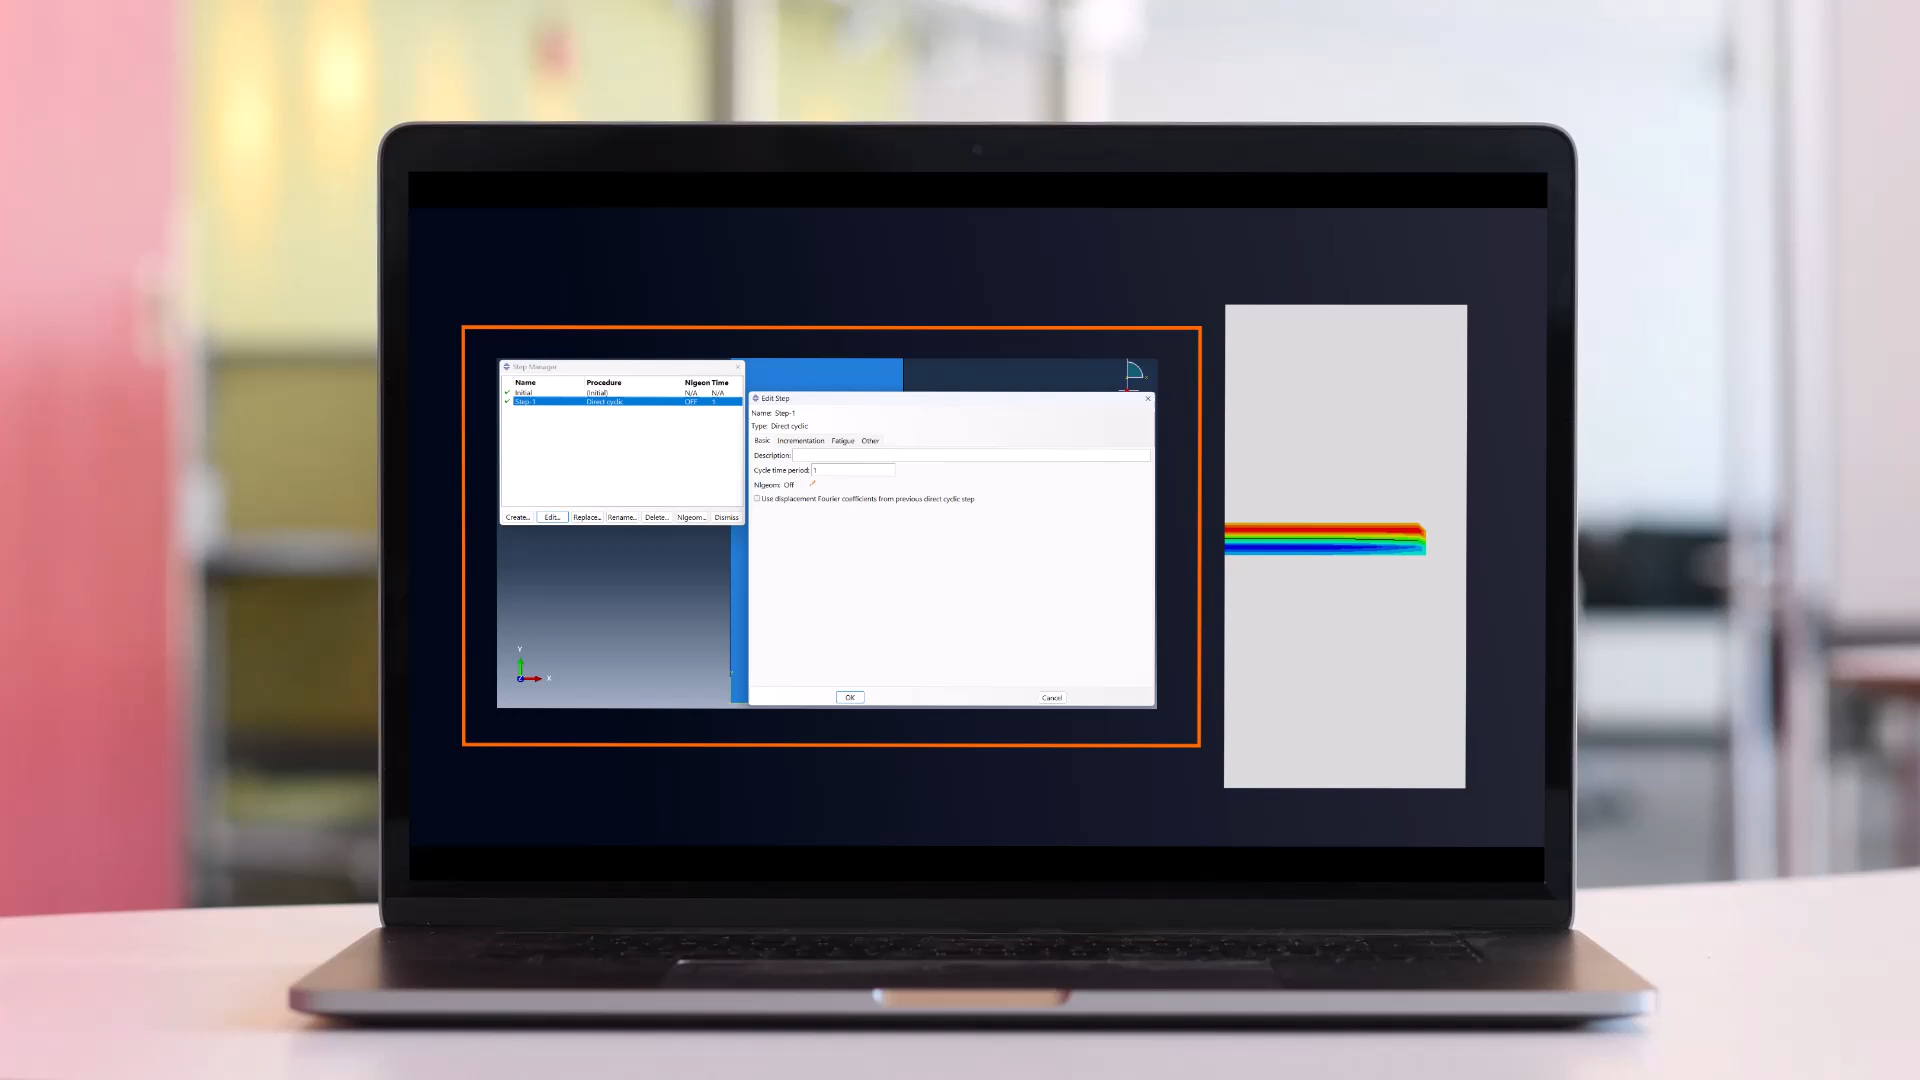 Step Manager
Name Procedure Nlgeom Time
Initial (Initial) N/A N/A
Step-1 Direct cyclic OFF 1
Create... Edit... Replace... Rename... Delete... Nlgeom... Dismiss
Y
X
Edit Step
Name: Step-1
Type: Direct cyclic
Basic Incrementation Fatigue Other
Description:
Cycle time period: 1
Nlgeom: Off
Use displacement Fourier coefficients from previous direct cyclic step
OK Cancel